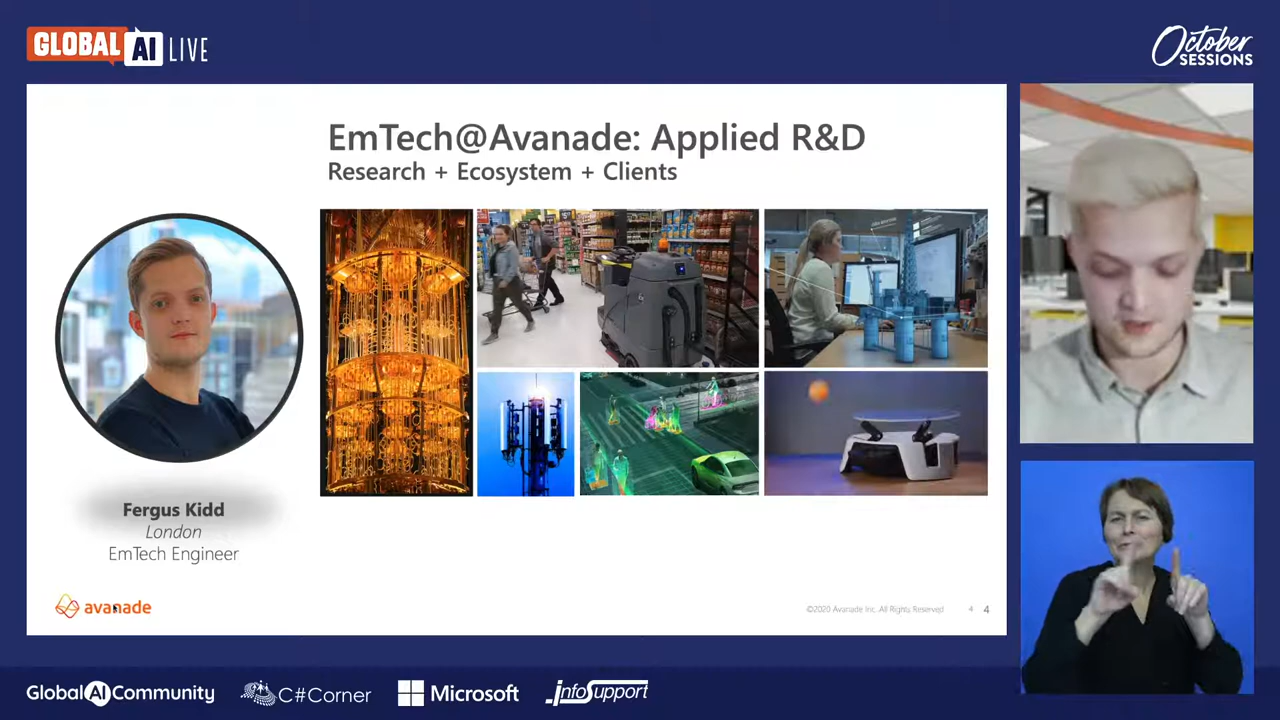 GLOBAL AI LIVE
October
SESSIONS
EmTech@Avanade: Applied R&D
Research + Ecosystem + Clients
Fergus Kidd
London
EmTech Engineer
avanade
©2020 Avanade Inc. All Rights Reserved
4
4
Global AI Community
C#Corner
Microsoft
infoSupport